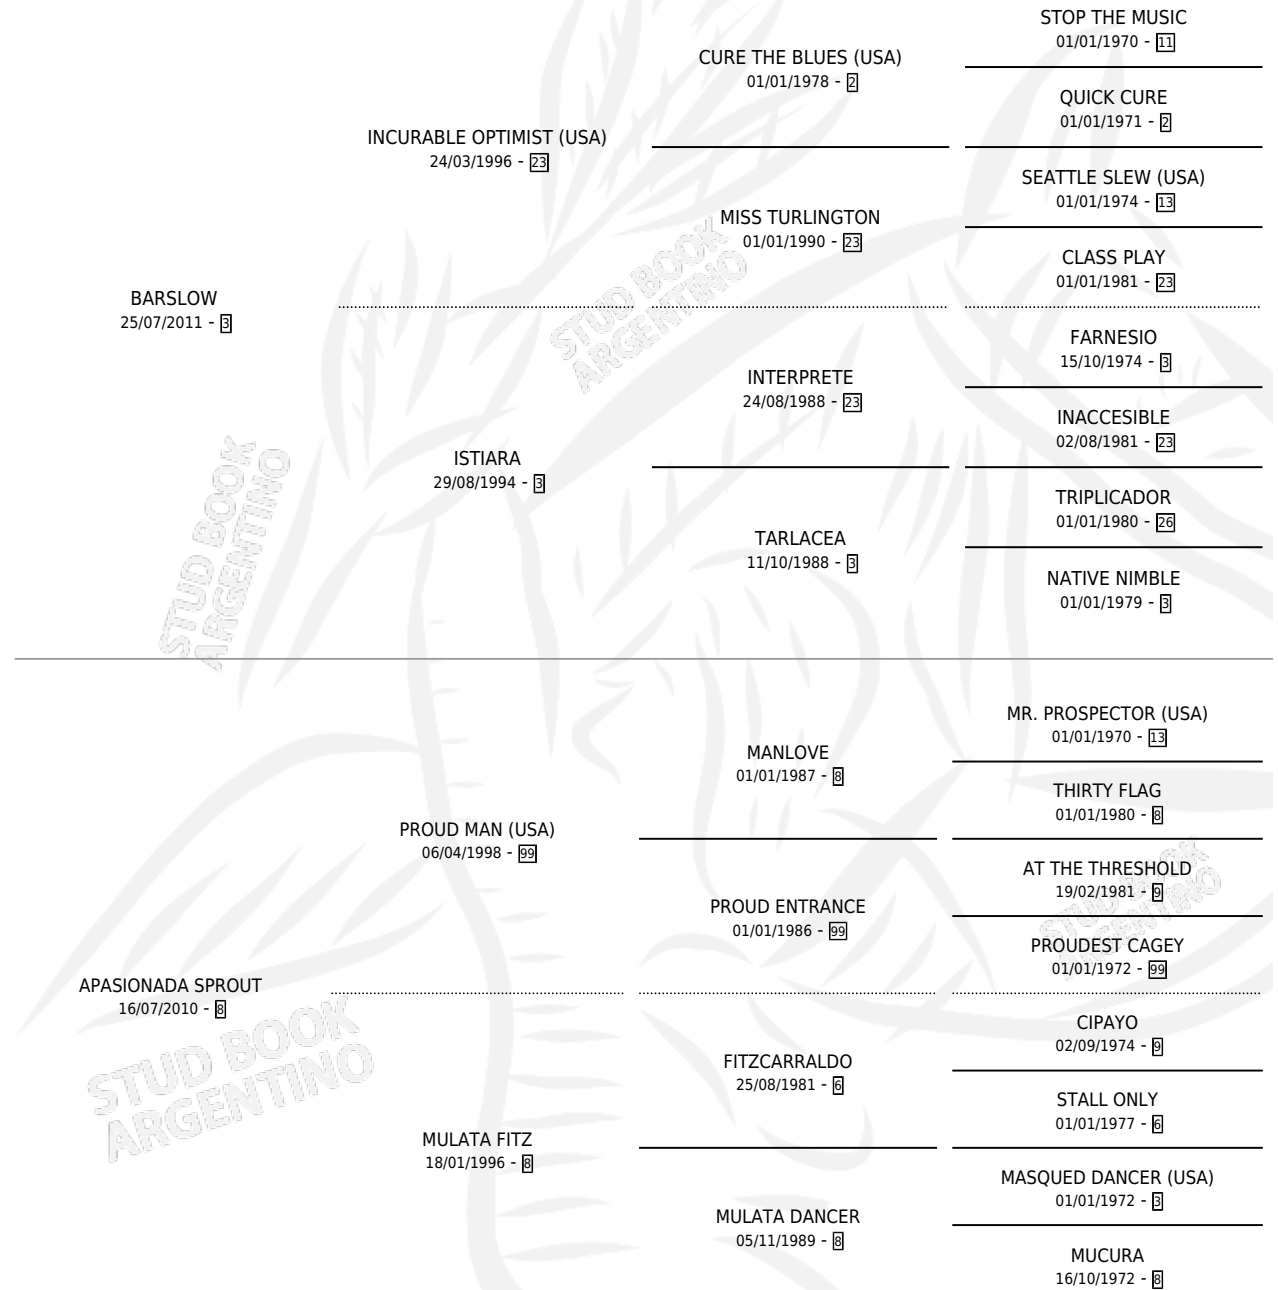 STOP THE MUSIC
01/01/1970 - 11
CURE THE BLUES (USA)
01/01/1978 - 2
QUICK CURE
01/01/1971 - 2
INCURABLE OPTIMIST (USA)
24/03/1996 - 23
SEATTLE SLEW (USA)
01/01/1974 - 13
MISS TURLINGTON
01/01/1990 - 23
CLASS PLAY
01/01/1981 - 23
BARSLOW
25/07/2011 - 3
STUD BOOK
ARGENTINO
FARNESIO
15/10/1974 - 3
INTERPRETE
24/08/1988 - 23
INACCESIBLE
02/08/1981 - 23
ISTIARA
29/08/1994 - 3
TRIPLICADOR
01/01/1980 - 26
TARLACEA
11/10/1988 - 3
NATIVE NIMBLE
01/01/1979 - 3
STUD BOOK
ARGENTINO
MR. PROSPECTOR (USA)
01/01/1970 - 13
MANLOVE
01/01/1987 - 8
THIRTY FLAG
01/01/1980 - 8
PROUD MAN (USA)
06/04/1998 - 99
AT THE THRESHOLD
19/02/1981 - 9
PROUD ENTRANCE
01/01/1986 - 99
PROUDEST CAGEY
01/01/1972 - 99
STUD BOOK
ARGENTINO
APASIONADA SPROUT
16/07/2010 - 8
CIPAYO
02/09/1974 - 9
FITZCARRALDO
25/08/1981 - 6
STALL ONLY
01/01/1977 - 6
STUD BOOK
ARGENTINO
MULATA FITZ
18/01/1996 - 8
MASQUED DANCER (USA)
01/01/1972 - 3
MULATA DANCER
05/11/1989 - 8
MUCURA
16/10/1972 - 8